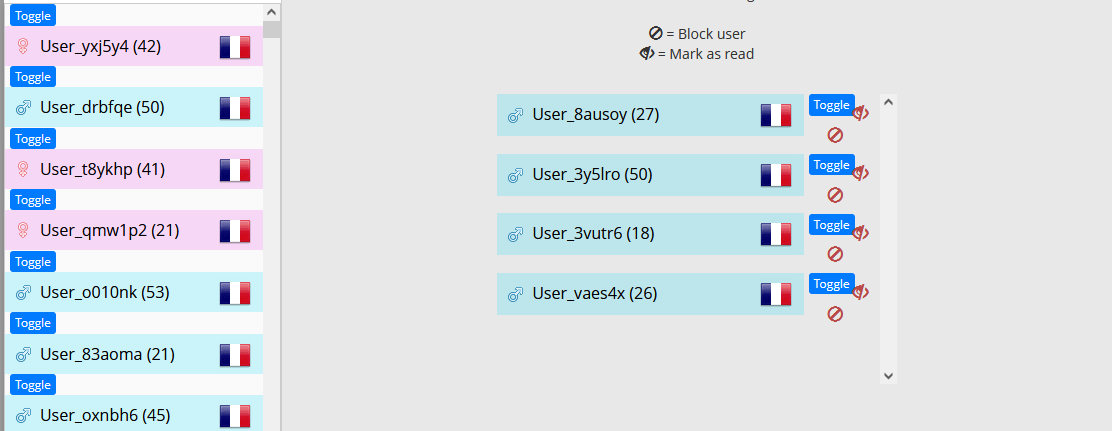 Toggle
User_yxj5y4 (42)
Toggle
User_drbfqe (50)
Toggle
User_t8ykhp (41)
Toggle
User_qmw1p2 (21)
Toggle
User_o010nk (53)
Toggle
User_83aoma (21)
Toggle
User_oxnbh6 (45)
= Block user
= Mark as read
User_8ausoy (27)
Toggle
User_3y5lro (50)
Toggle
User_3vutr6 (18)
Toggle
User_vaes4x (26)
Toggle